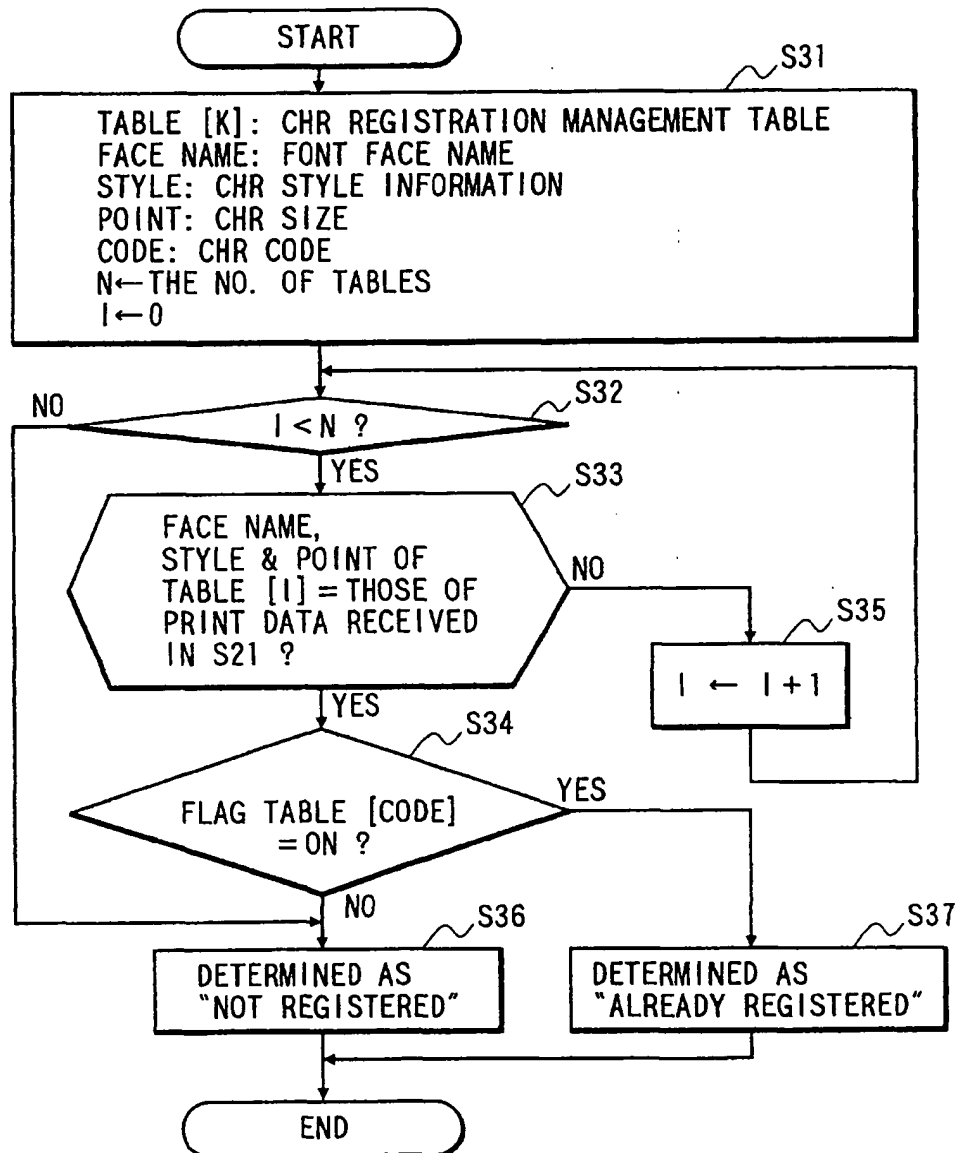 START
S31
TABLE [K]: CHR REGISTRATION MANAGEMENT TABLE
FACE NAME: FONT FACE NAME
STYLE: CHR STYLE INFORMATION
POINT: CHR SIZE
CODE: CHR CODE
N←THE NO. OF TABLES
I←0
S32
NO
I<N ?
YES
S33
FACE NAME,
STYLE & POINT OF
TABLE [I]=THOSE OF
PRINT DATA RECEIVED
IN S21 ?
NO
S35
I ← I+1
YES
S34
FLAG TABLE [CODE]
=ON ?
YES
NO
S36
DETERMINED AS
"NOT REGISTERED"
S37
DETERMINED AS
"ALREADY REGISTERED"
END